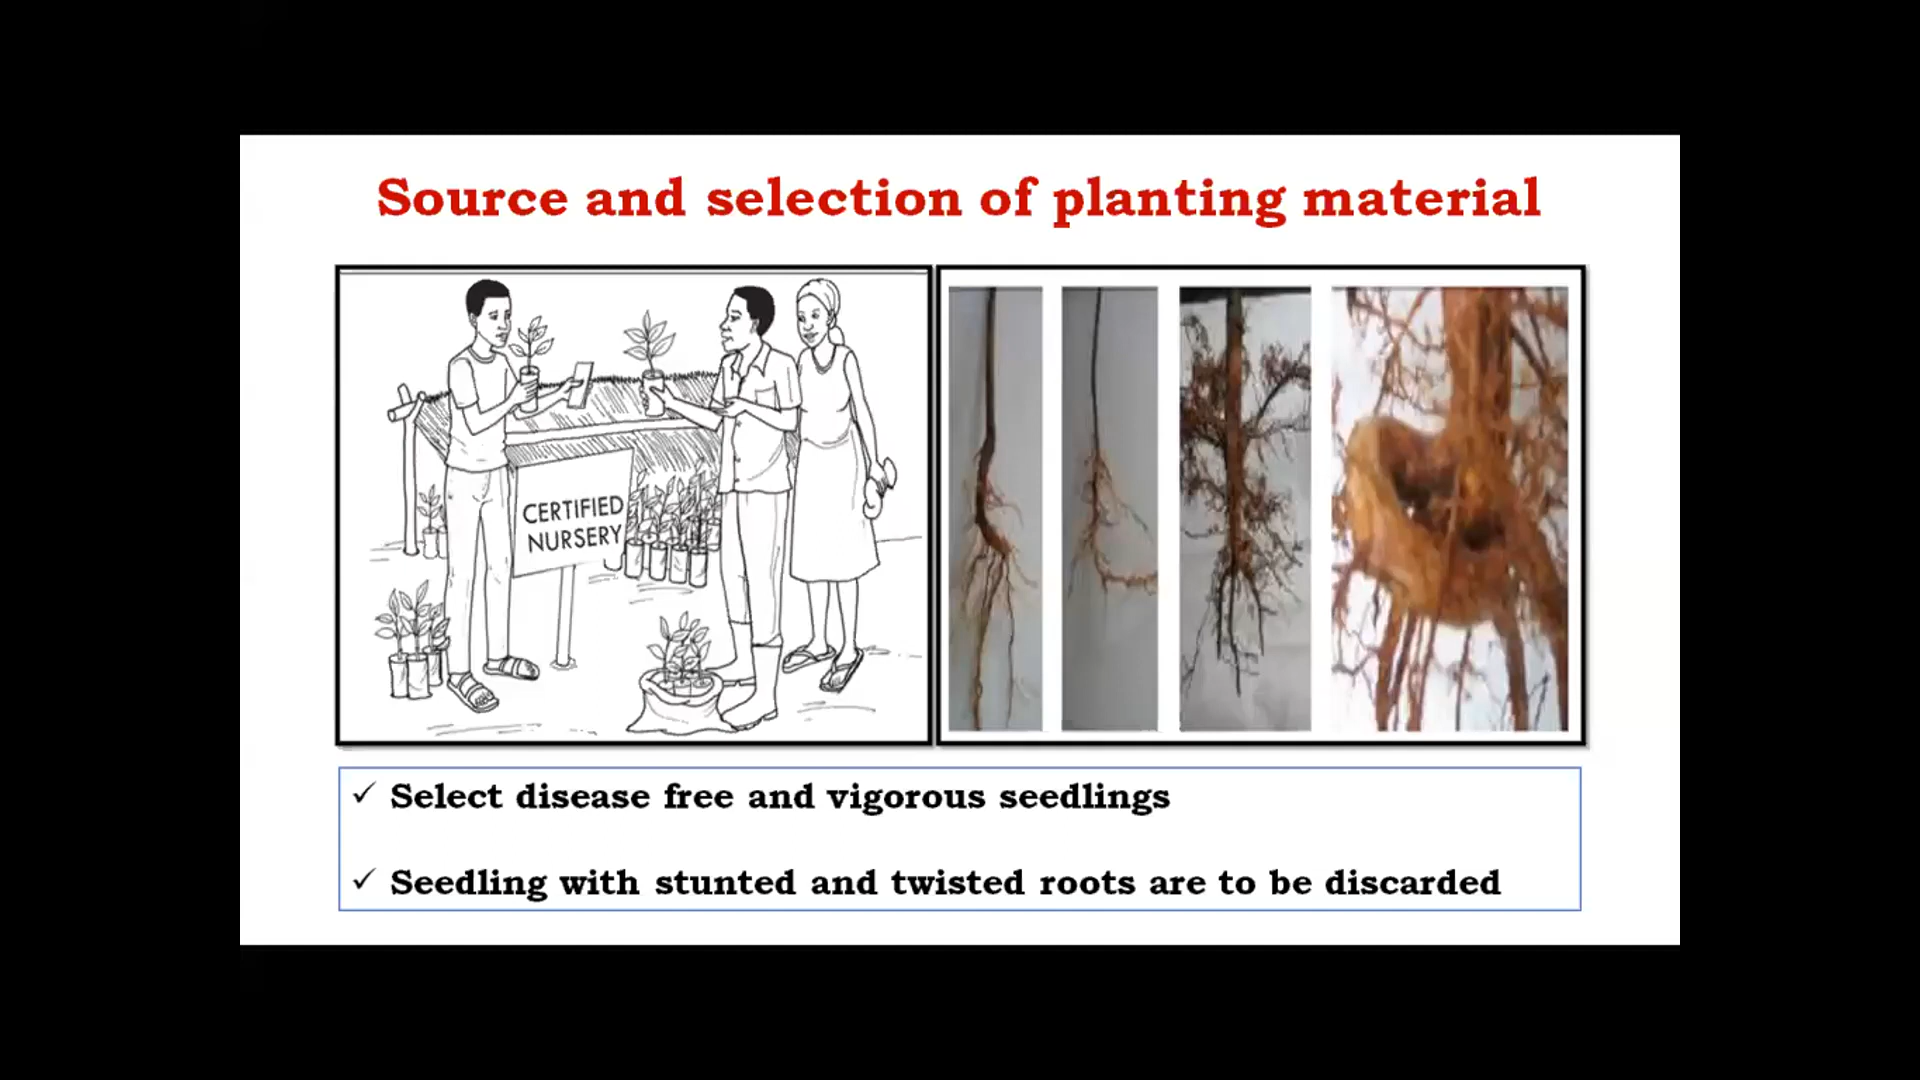 Source and selection of planting material
CERTIFIED
NURSERY
✓ Select disease free and vigorous seedlings
✓ Seedling with stunted and twisted roots are to be discarded